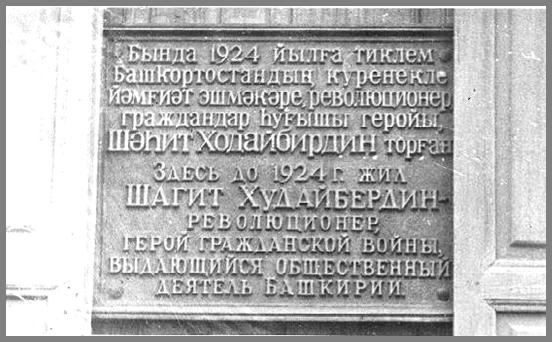 Бында 1924 йылға тиклем
Башҡортостандың күренекле
йәмғиәт эшмәкәре, революционер,
граждандар һуғышы геройы,
Шәһит Ходайбирдин торған
Здесь до 1924 г. жил
Шагит Худайбердин-
революционер,
герой гражданской войны,
выдающийся общественный
деятель Башкирии.